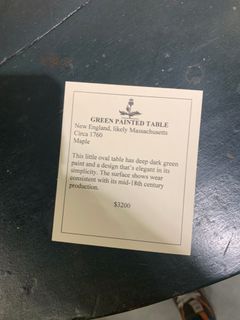 GREEN PAINTED TABLE
New England, likely Massachusetts
Circa 1760
Maple
This little oval table has deep dark green
paint and a design that's elegant in its
simplicity. The surface shows wear
consistent with its mid-18th century
production.
$3200